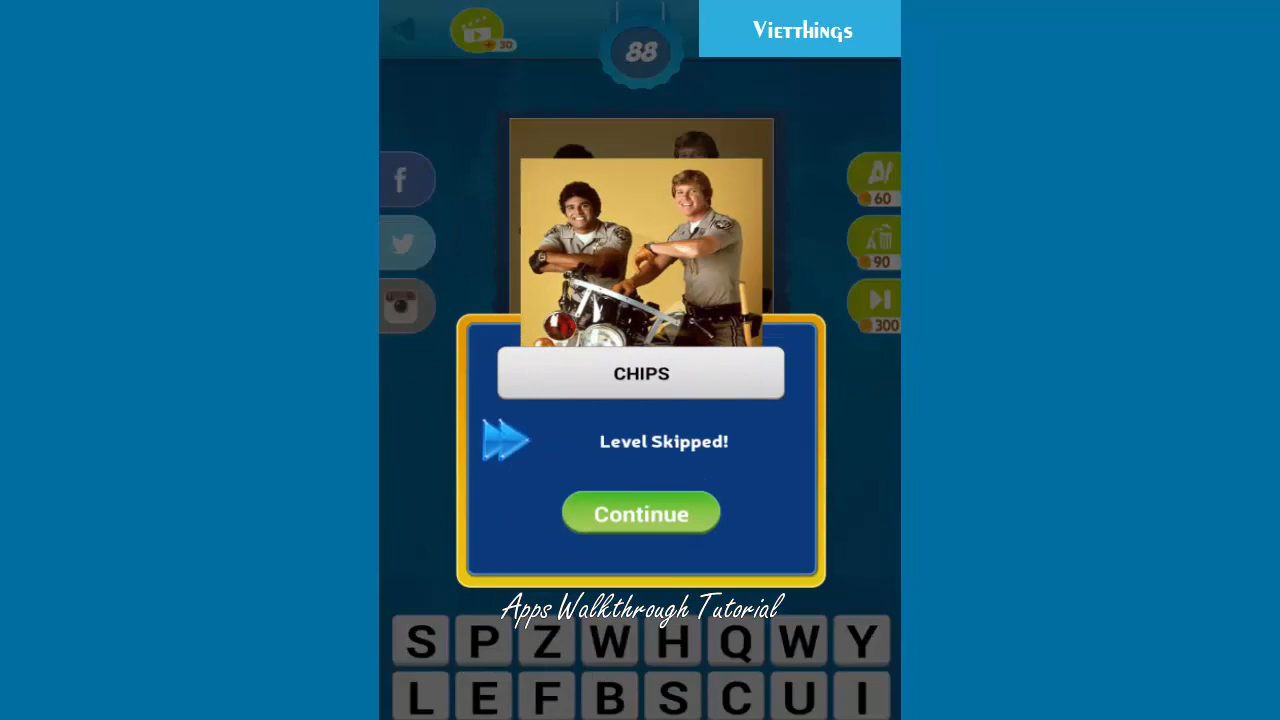 Vietthings
+30
88
f
60
90
300
CHIPS
Level Skipped!
Continue
Apps Walkthrough Tutorial
S P Z W H Q W Y
L E F B S C U I